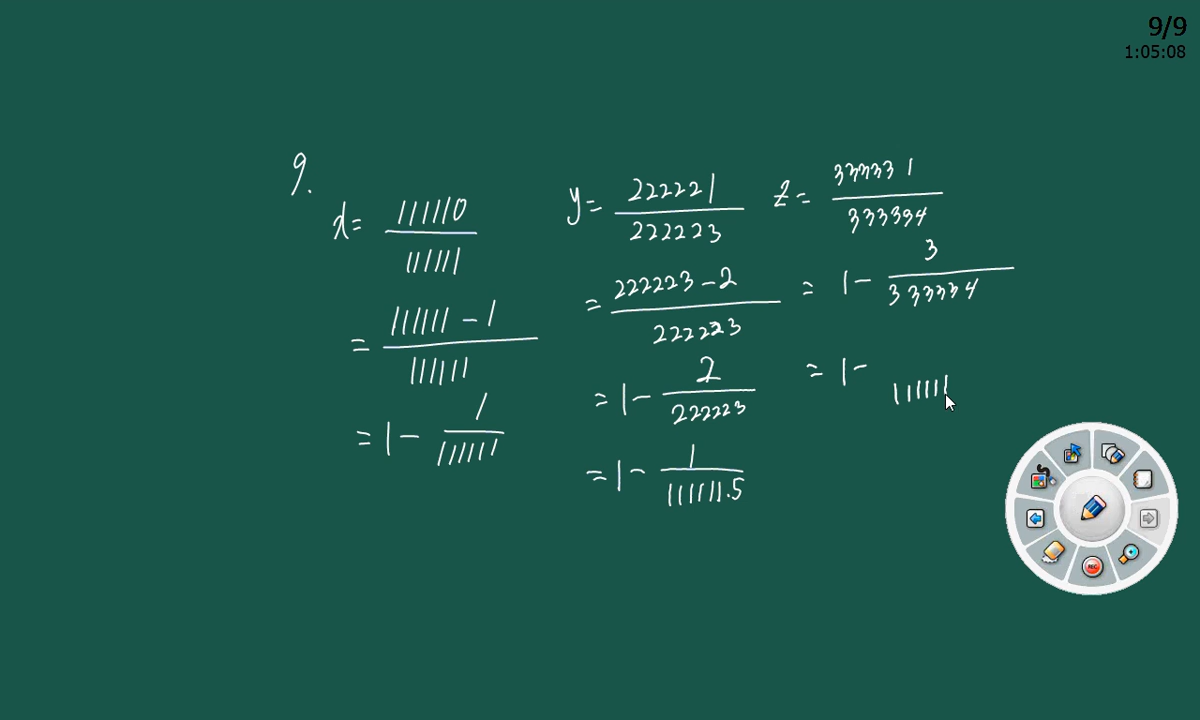 9/9
1:05:08
9.
x = 111110/111111
= 111111 - 1/111111
= 1 - 1/111111
y = 222221/222223
= 222223 - 2/222223
= 1 - 2/222223
= 1 - 1/111111.5
z = 333331/333334
= 1 - 3/333334
= 1 - 111111